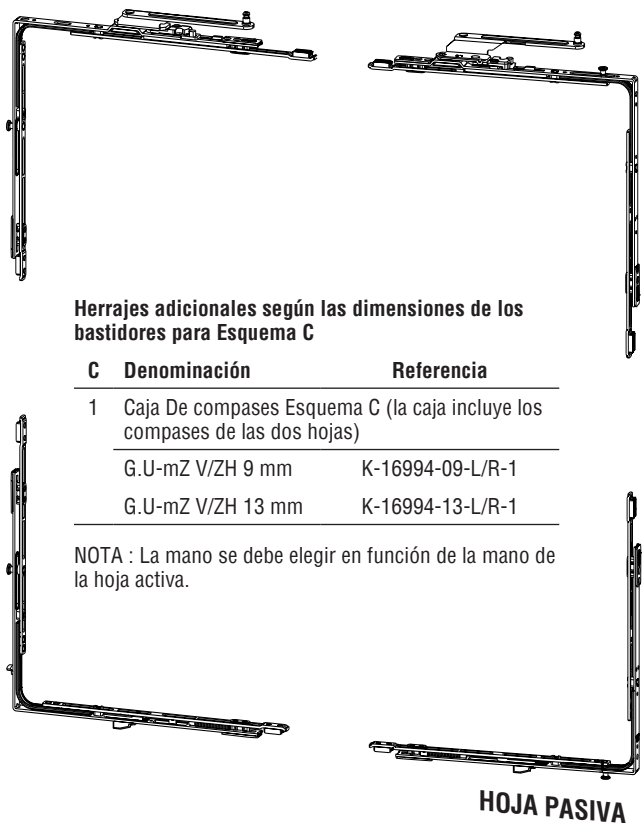 Herrajes adicionales según las dimensiones de los
bastidores para Esquema C
C Denominación Referencia
1 Caja De compases Esquema C (la caja incluye los
compases de las dos hojas)
G.U-mZ V/ZH 9 mm K-16994-09-L/R-1
G.U-mZ V/ZH 13 mm K-16994-13-L/R-1
NOTA : La mano se debe elegir en función de la mano de
la hoja activa.
HOJA PASIVA